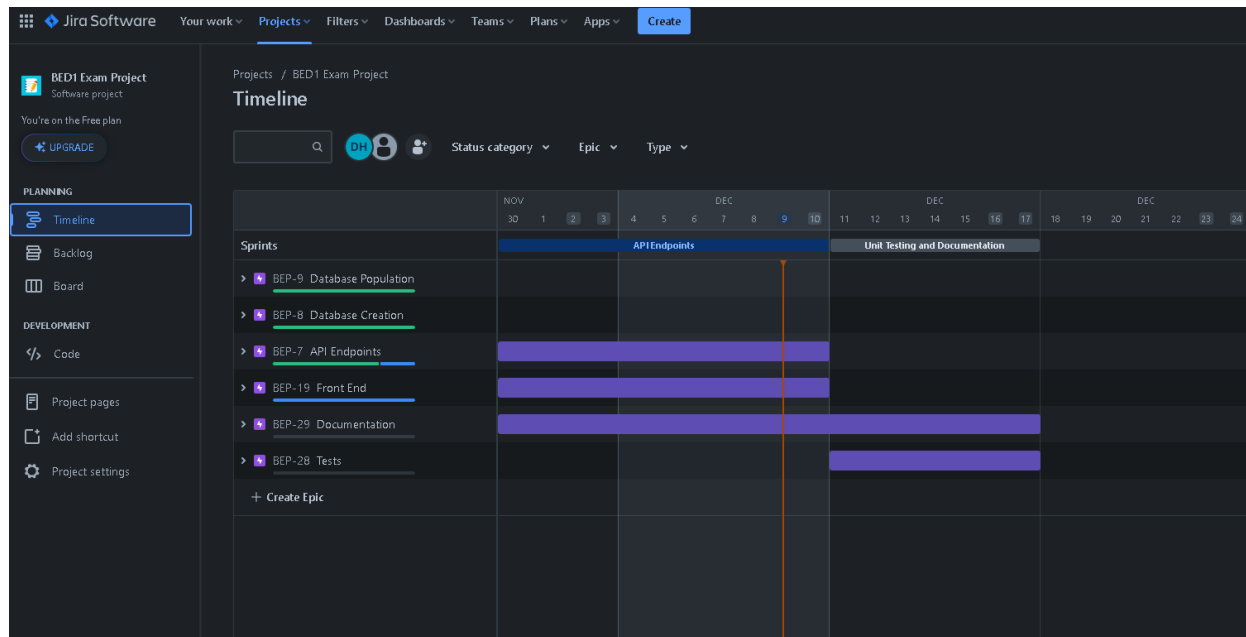 Jira Software Your work Projects Filters Dashboards Teams Plans Apps Create
BED1 Exam Project
Software project
You're on the Free plan
UPGRADE
PLANNING
Timeline
Backlog
Board
DEVELOPMENT
Code
Project pages
Add shortcut
Project settings
Projects / BED1 Exam Project
Timeline
DH Status category Epic Type
NOV DEC DEC DEC
30 1 2 3 4 5 6 7 8 9 10 11 12 13 14 15 16 17 18 19 20 21 22 23 24
Sprints API Endpoints Unit Testing and Documentation
BEP-9 Database Population
BEP-8 Database Creation
BEP-7 API Endpoints
BEP-19 Front End
BEP-29 Documentation
BEP-28 Tests
+ Create Epic